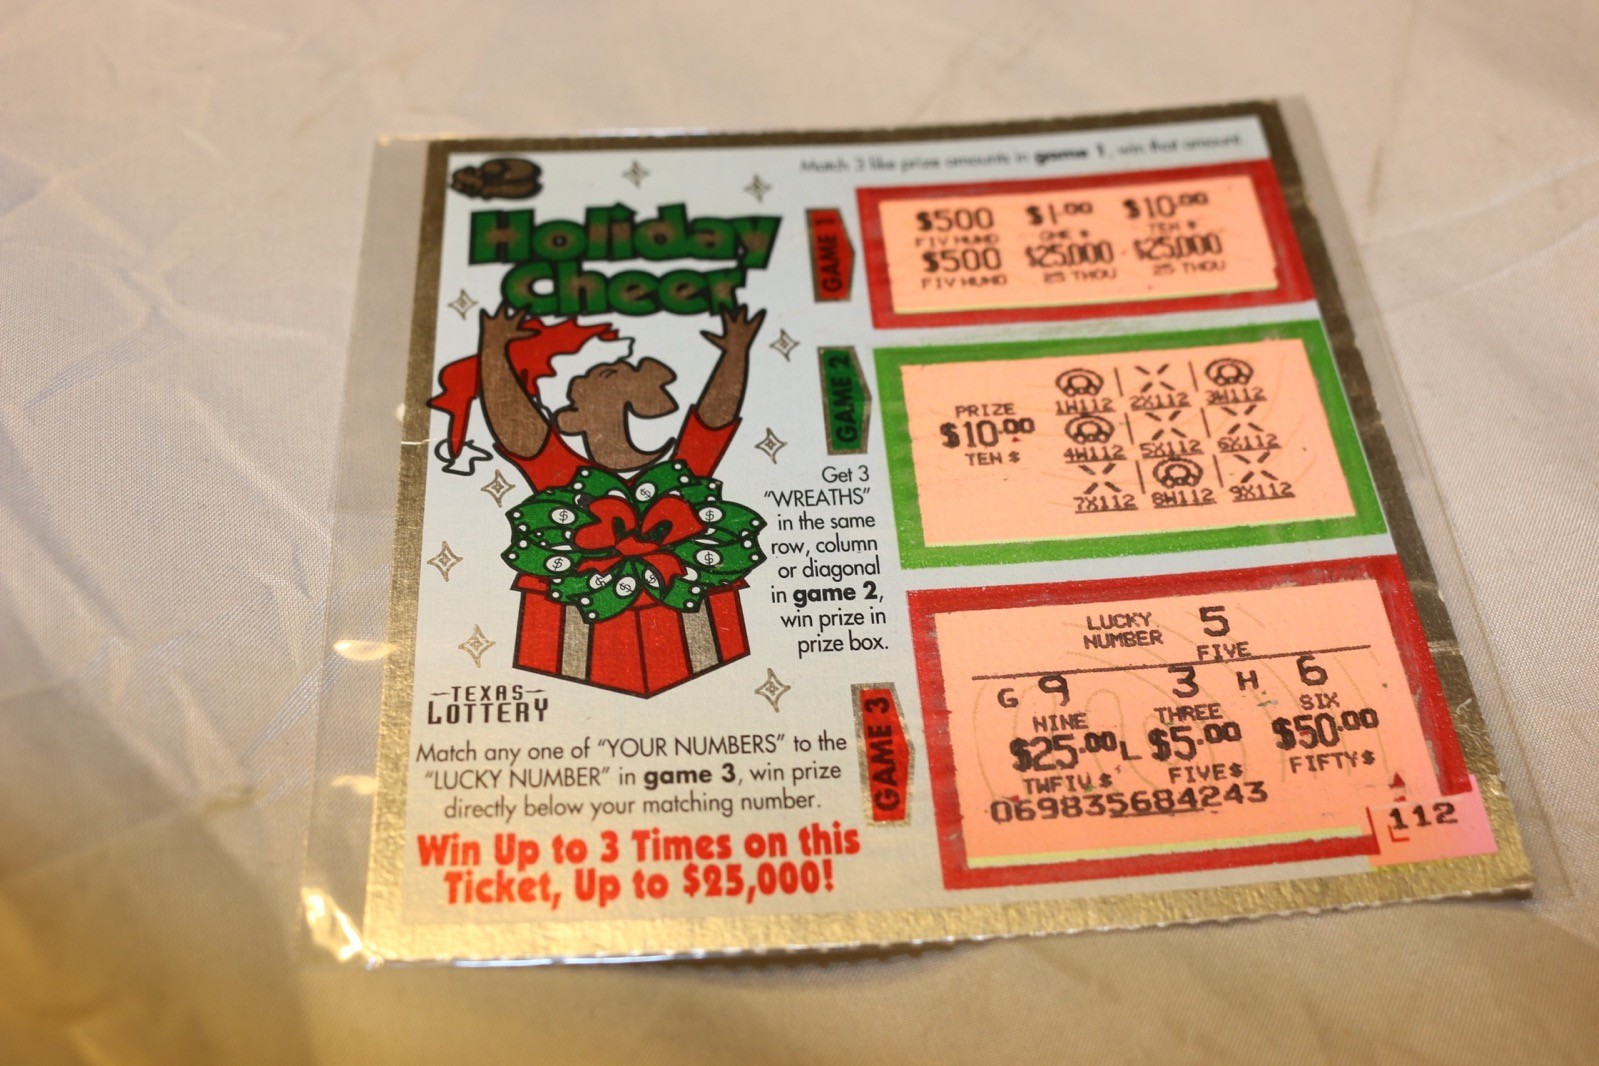 Holiday
Cheer
Match 3 like prize amounts in game 1, win that amount.
GAME 1
$500 $1.00 $10.00
FIV HUND ONE $ TEN $
$500 $25,000 $25,000
FIV HUND 25 THOU 25 THOU
GAME 2
Get 3
"WREATHS"
in the same
row, column
or diagonal
in game 2,
win prize in
prize box.
PRIZE
$10.00
TEN $
1W112 2X112 3W112
4W112 5X112 6X112
7X112 8W112 9X112
TEXAS
LOTTERY
Match any one of "YOUR NUMBERS" to the
"LUCKY NUMBER" in game 3, win prize
directly below your matching number.
Win Up to 3 Times on this
Ticket, Up to $25,000!
GAME 3
LUCKY
NUMBER 5
FIVE
G 9 3 H 6
NINE THREE SIX
$25.00 L $5.00 $50.00
TWFIV $ FIVE$ FIFTY$
069835684243
112